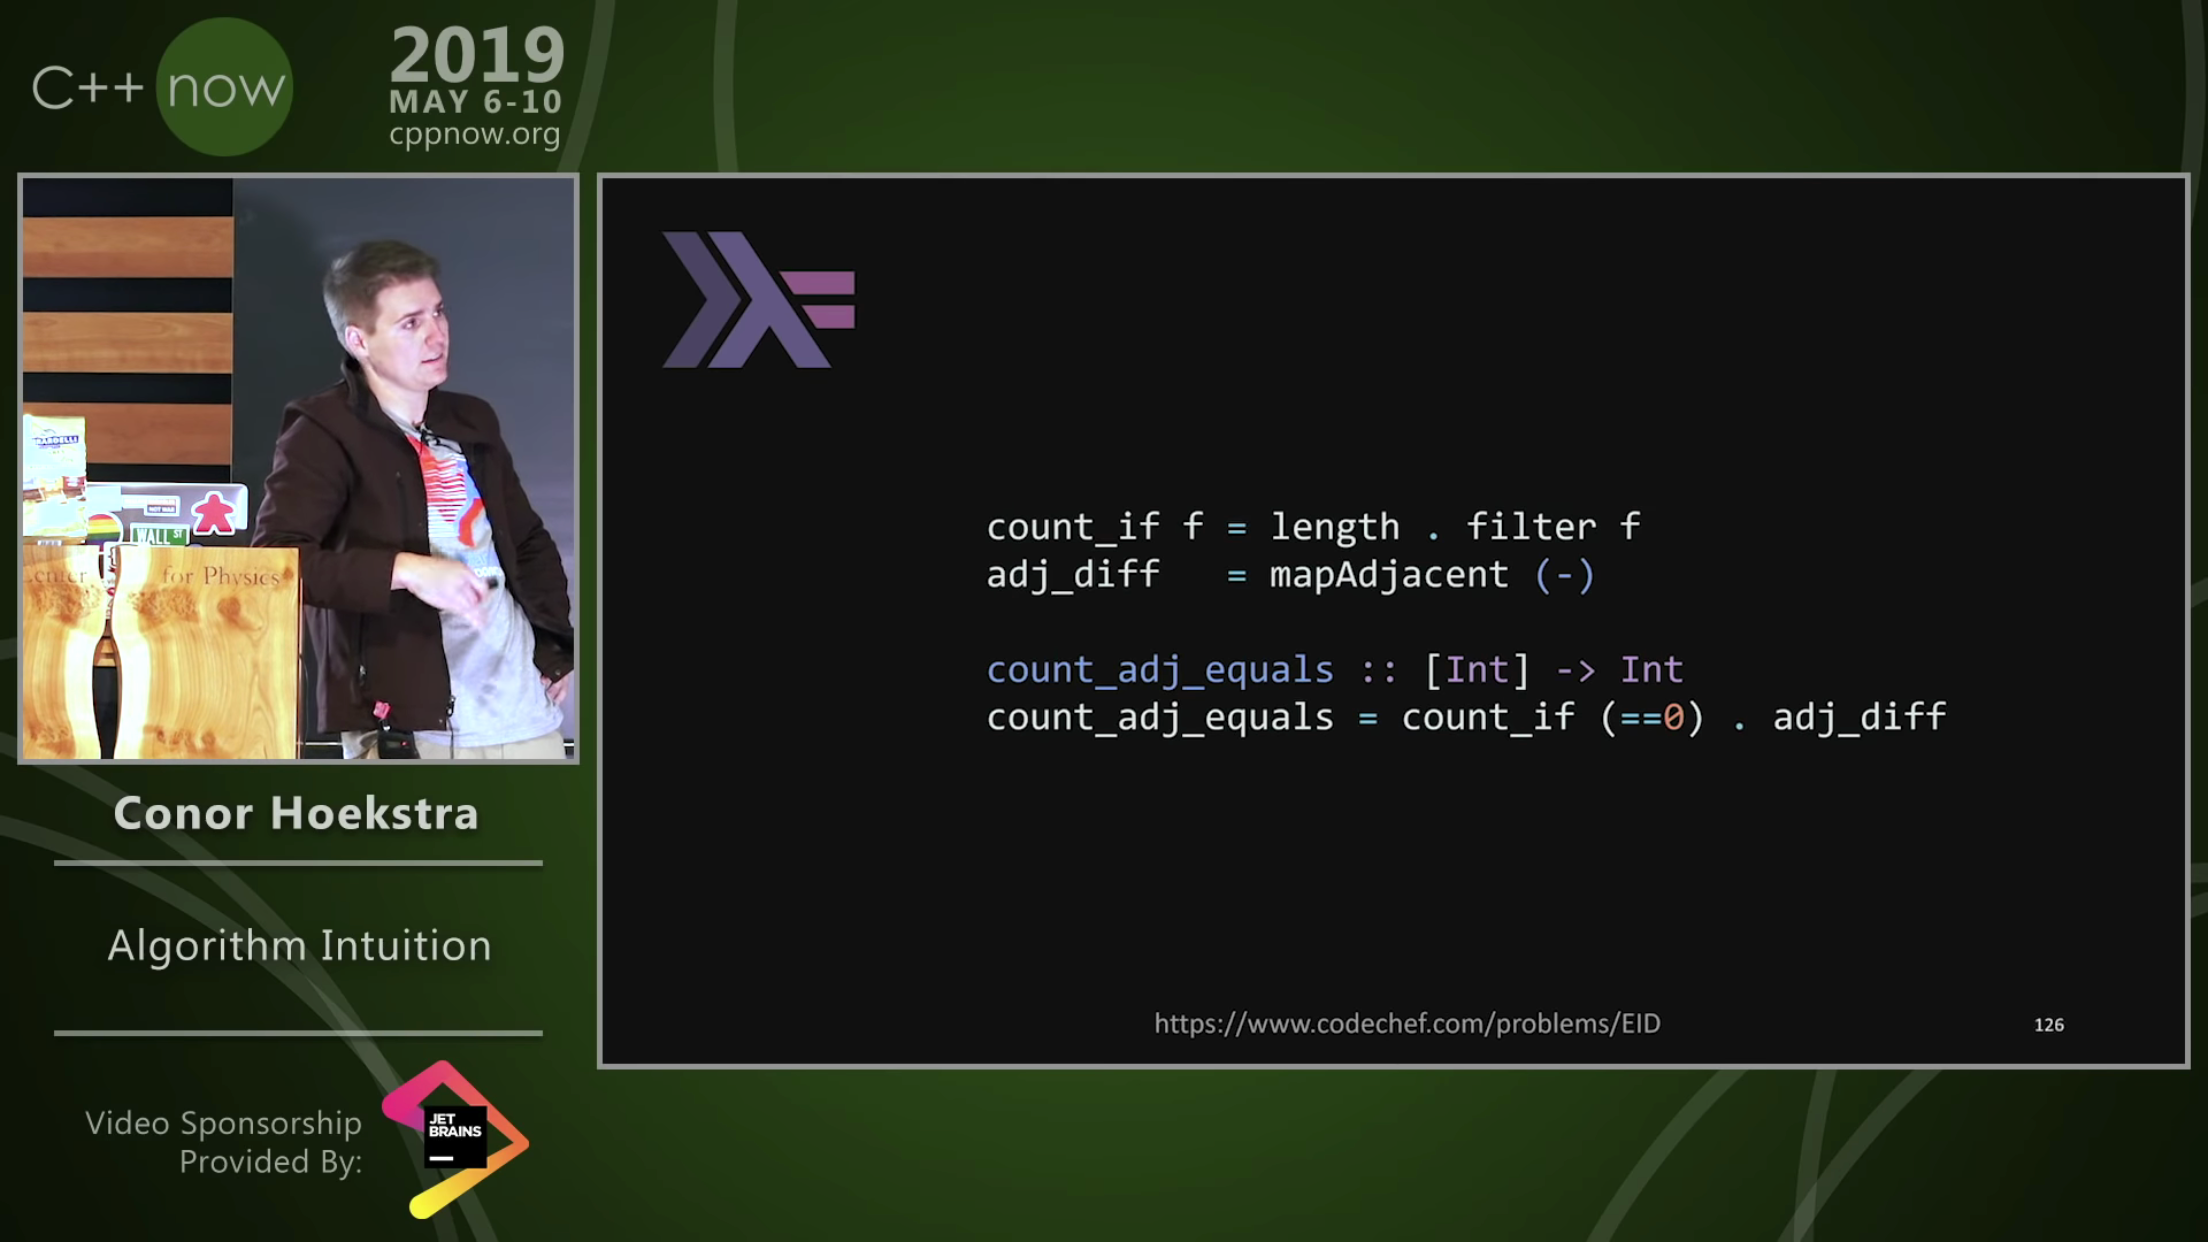 C++ now
2019
MAY 6-10
cppnow.org
WALL ST
Center for Physics
count_if f = length . filter f
adj_diff   = mapAdjacent (-)
count_adj_equals :: [Int] -> Int
count_adj_equals = count_if (==0) . adj_diff
https://www.codechef.com/problems/EID
126
Conor Hoekstra
Algorithm Intuition
Video Sponsorship
Provided By:
JET
BRAINS